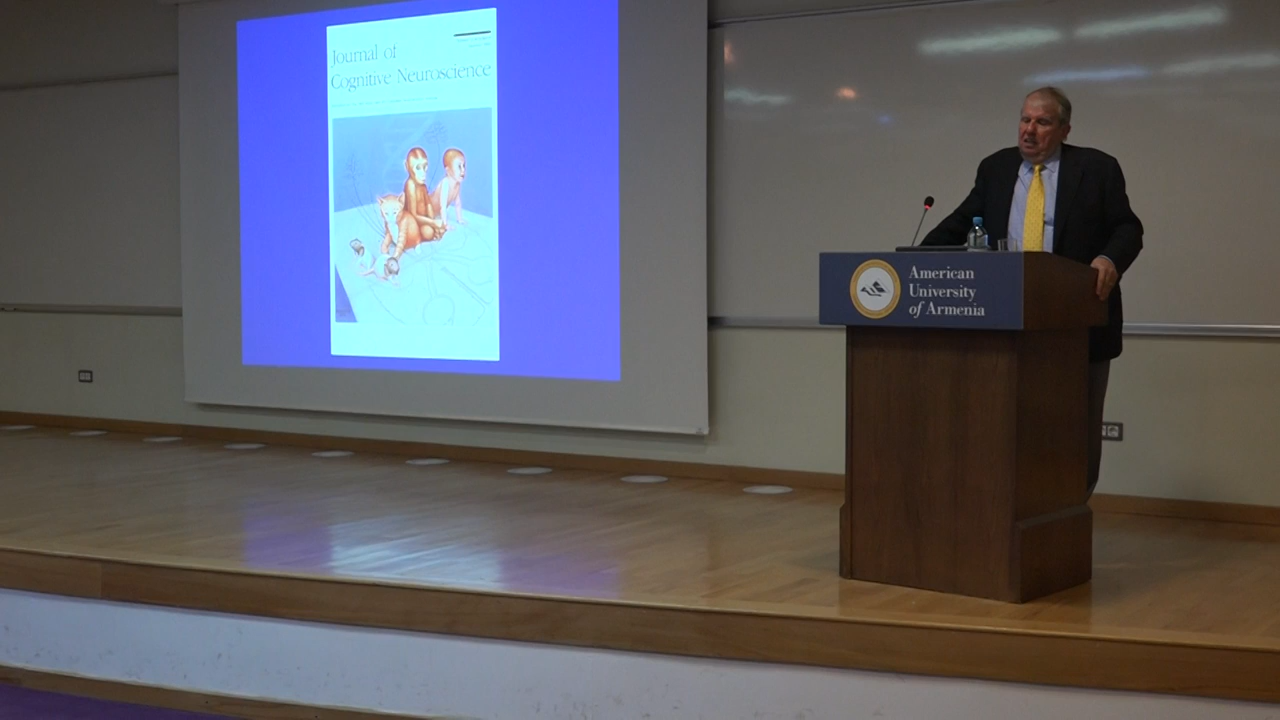 Journal of
Cognitive Neuroscience
American
University
of Armenia